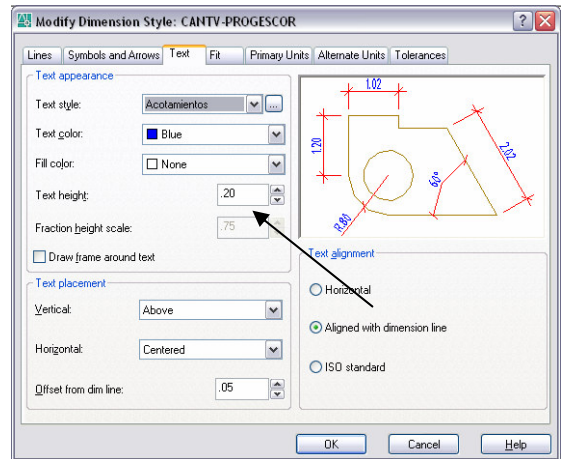 Modify Dimension Style: CANTV-PROGESCOR
Lines Symbols and Arrows Text Fit Primary Units Alternate Units Tolerances
Text appearance
Text style: Acotamientos ...
Text color: Blue
Fill color: None
Text height: .20
Fraction height scale: .75
Draw frame around text
Text placement
Vertical: Above
Horizontal: Centered
Offset from dim line: .05
1.02
1.20
2.02
60°
R.80
Text alignment
Horizontal
Aligned with dimension line
ISO standard
OK Cancel Help